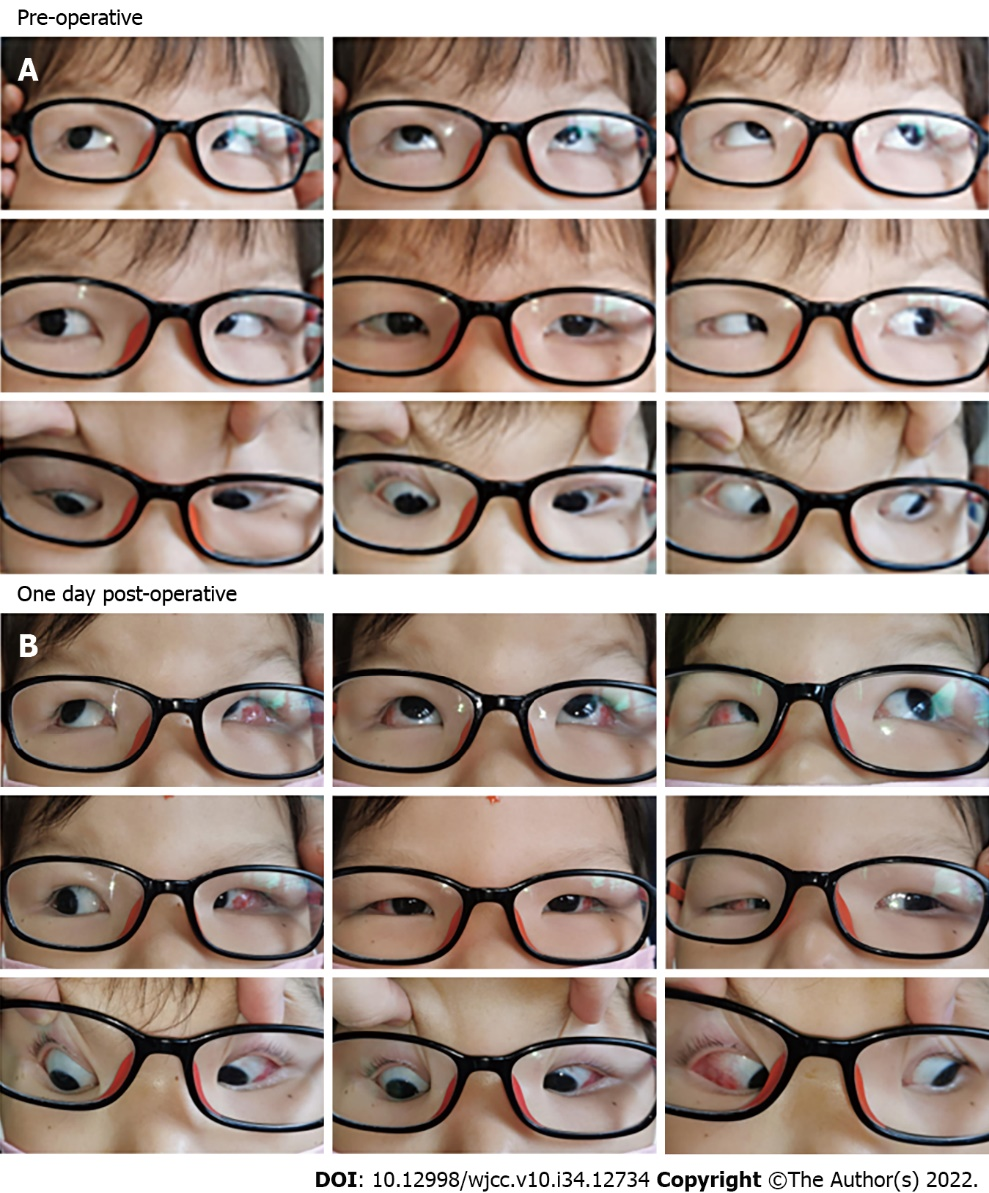 Pre-operative
A
One day post-operative
B
DOI: 10.12998/wjcc.v10.i34.12734 Copyright ©The Author(s) 2022.